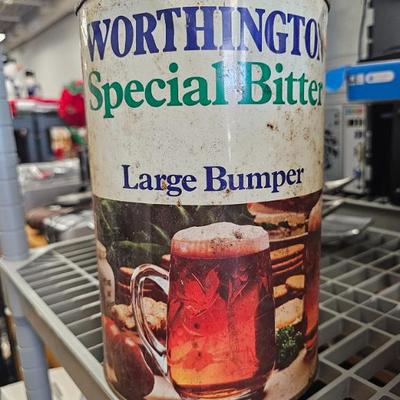 WORTHINGTON
Special Bitter
Large Bumper